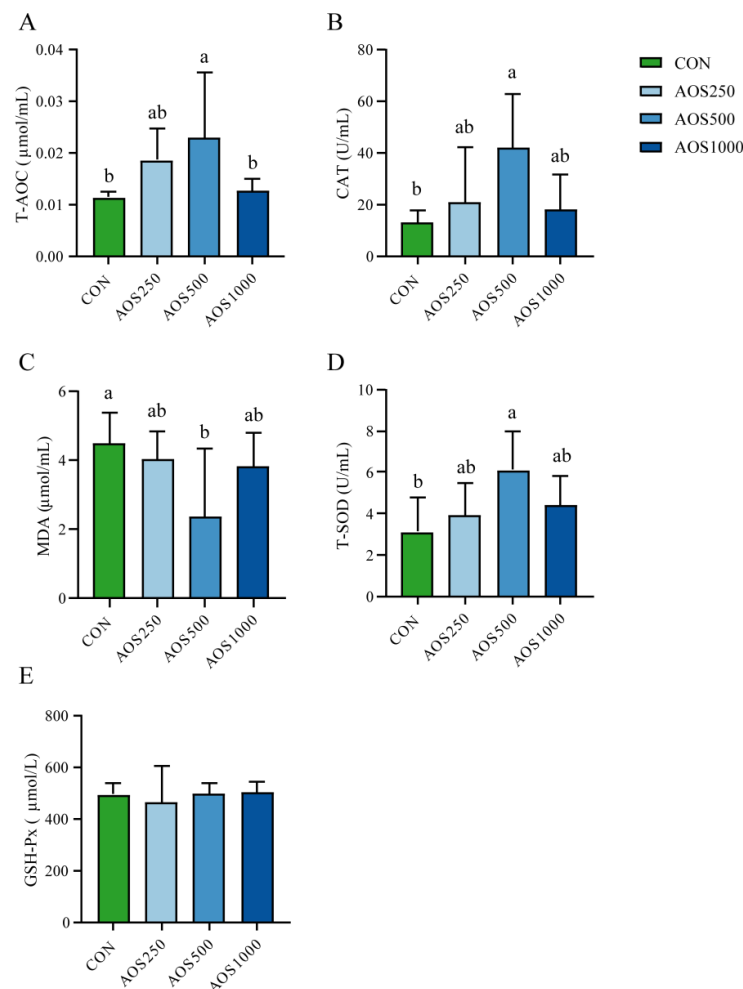 A
T-AOC ( µmol/mL)
0.04
0.03
0.02
0.01
0.00
b
ab
a
b
CON
AOS250
AOS500
AOS1000
B
CAT (U/mL)
80
60
40
20
0
b
ab
a
ab
CON
AOS250
AOS500
AOS1000
CON
AOS250
AOS500
AOS1000
C
MDA (µmol/mL)
6
4
2
0
a
ab
b
ab
CON
AOS250
AOS500
AOS1000
D
T-SOD (U/mL)
10
8
6
4
2
0
b
ab
a
ab
CON
AOS250
AOS500
AOS1000
E
GSH-Px ( µmol/L)
800
600
400
200
0
CON
AOS250
AOS500
AOS1000